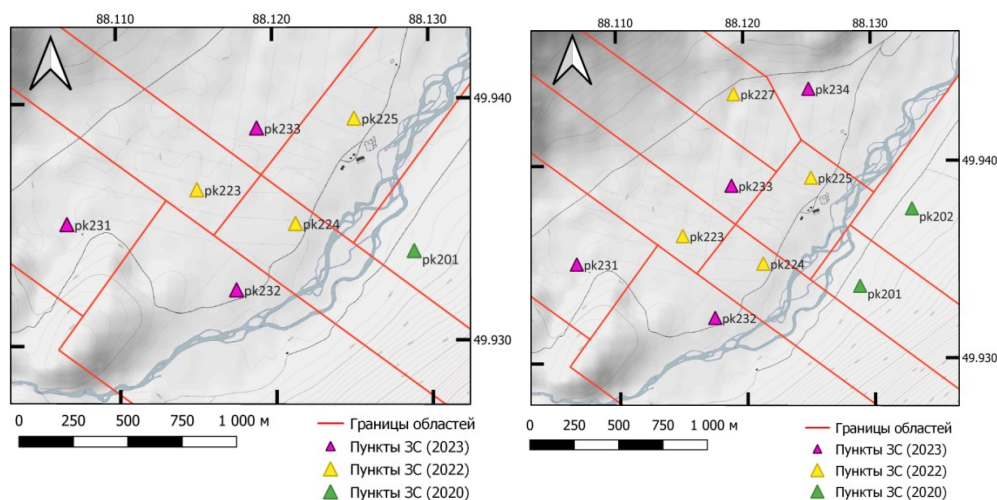 88.110 88.120 88.130
49.940
pk233
pk225
pk223
pk224
pk231
pk201
pk232
49.930
0 250 500 750 1 000 м
Границы областей
Пункты ЗС (2023)
Пункты ЗС (2022)
Пункты ЗС (2020)
88.110 88.120 88.130
pk227
pk234
49.940
pk225
pk233
pk202
pk223
pk224
pk231
pk201
pk232
49.930
0 250 500 750 1 000 м
Границы областей
Пункты ЗС (2023)
Пункты ЗС (2022)
Пункты ЗС (2020)